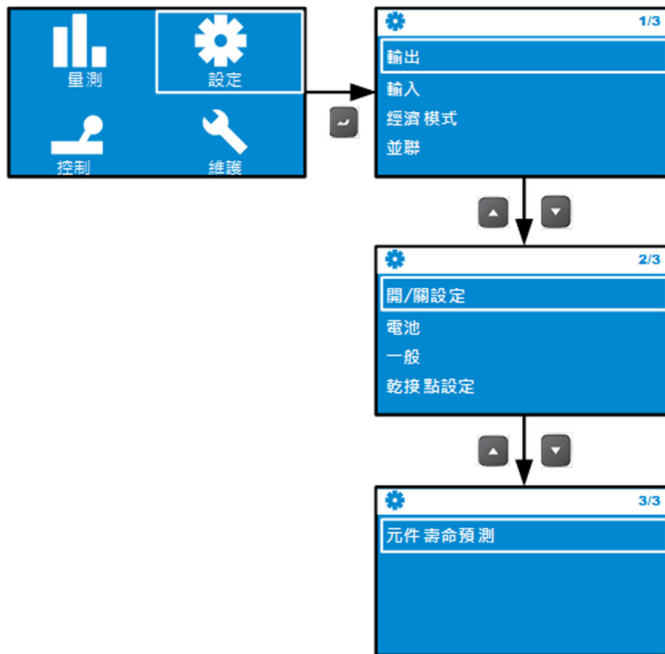 量測
設定
控制
維護
1/3
輸出
輸入
經濟模式
並聯
2/3
開/關設定
電池
一般
乾接點設定
3/3
元件壽命預測